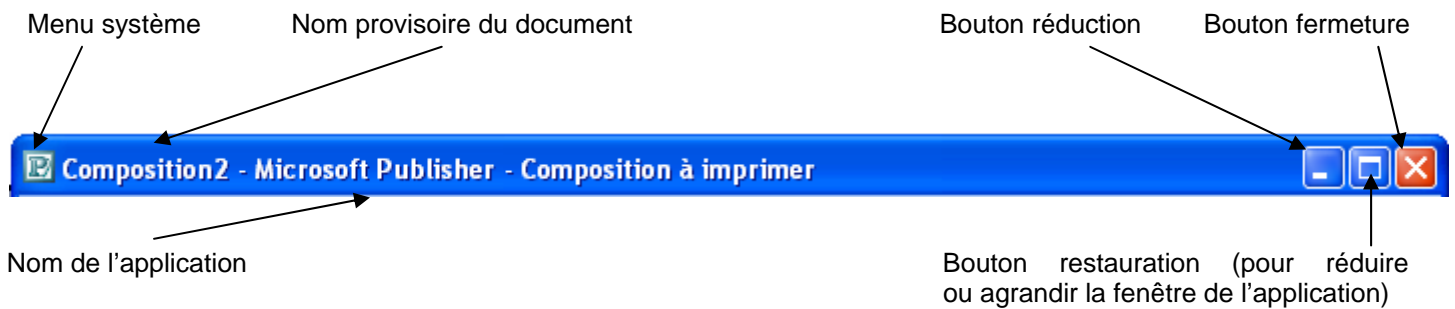 Menu système
Nom provisoire du document
Bouton réduction
Bouton fermeture
Composition2 - Microsoft Publisher - Composition à imprimer
Nom de l'application
Bouton restauration (pour réduire
ou agrandir la fenêtre de l'application)